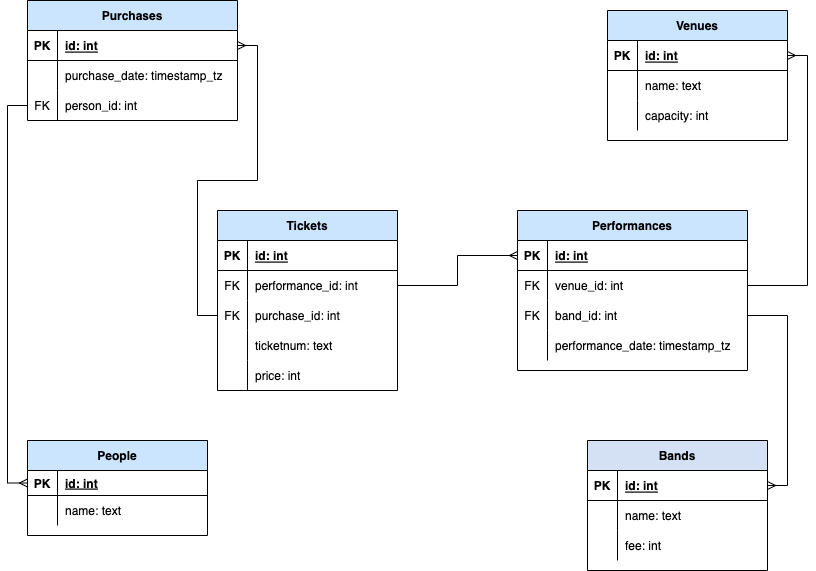 Purchases
PK id: int
purchase_date: timestamp_tz
FK person_id: int
Venues
PK id: int
name: text
capacity: int
Tickets
PK id: int
FK performance_id: int
FK purchase_id: int
ticketnum: text
price: int
Performances
PK id: int
FK venue_id: int
FK band_id: int
performance_date: timestamp_tz
People
PK id: int
name: text
Bands
PK id: int
name: text
fee: int